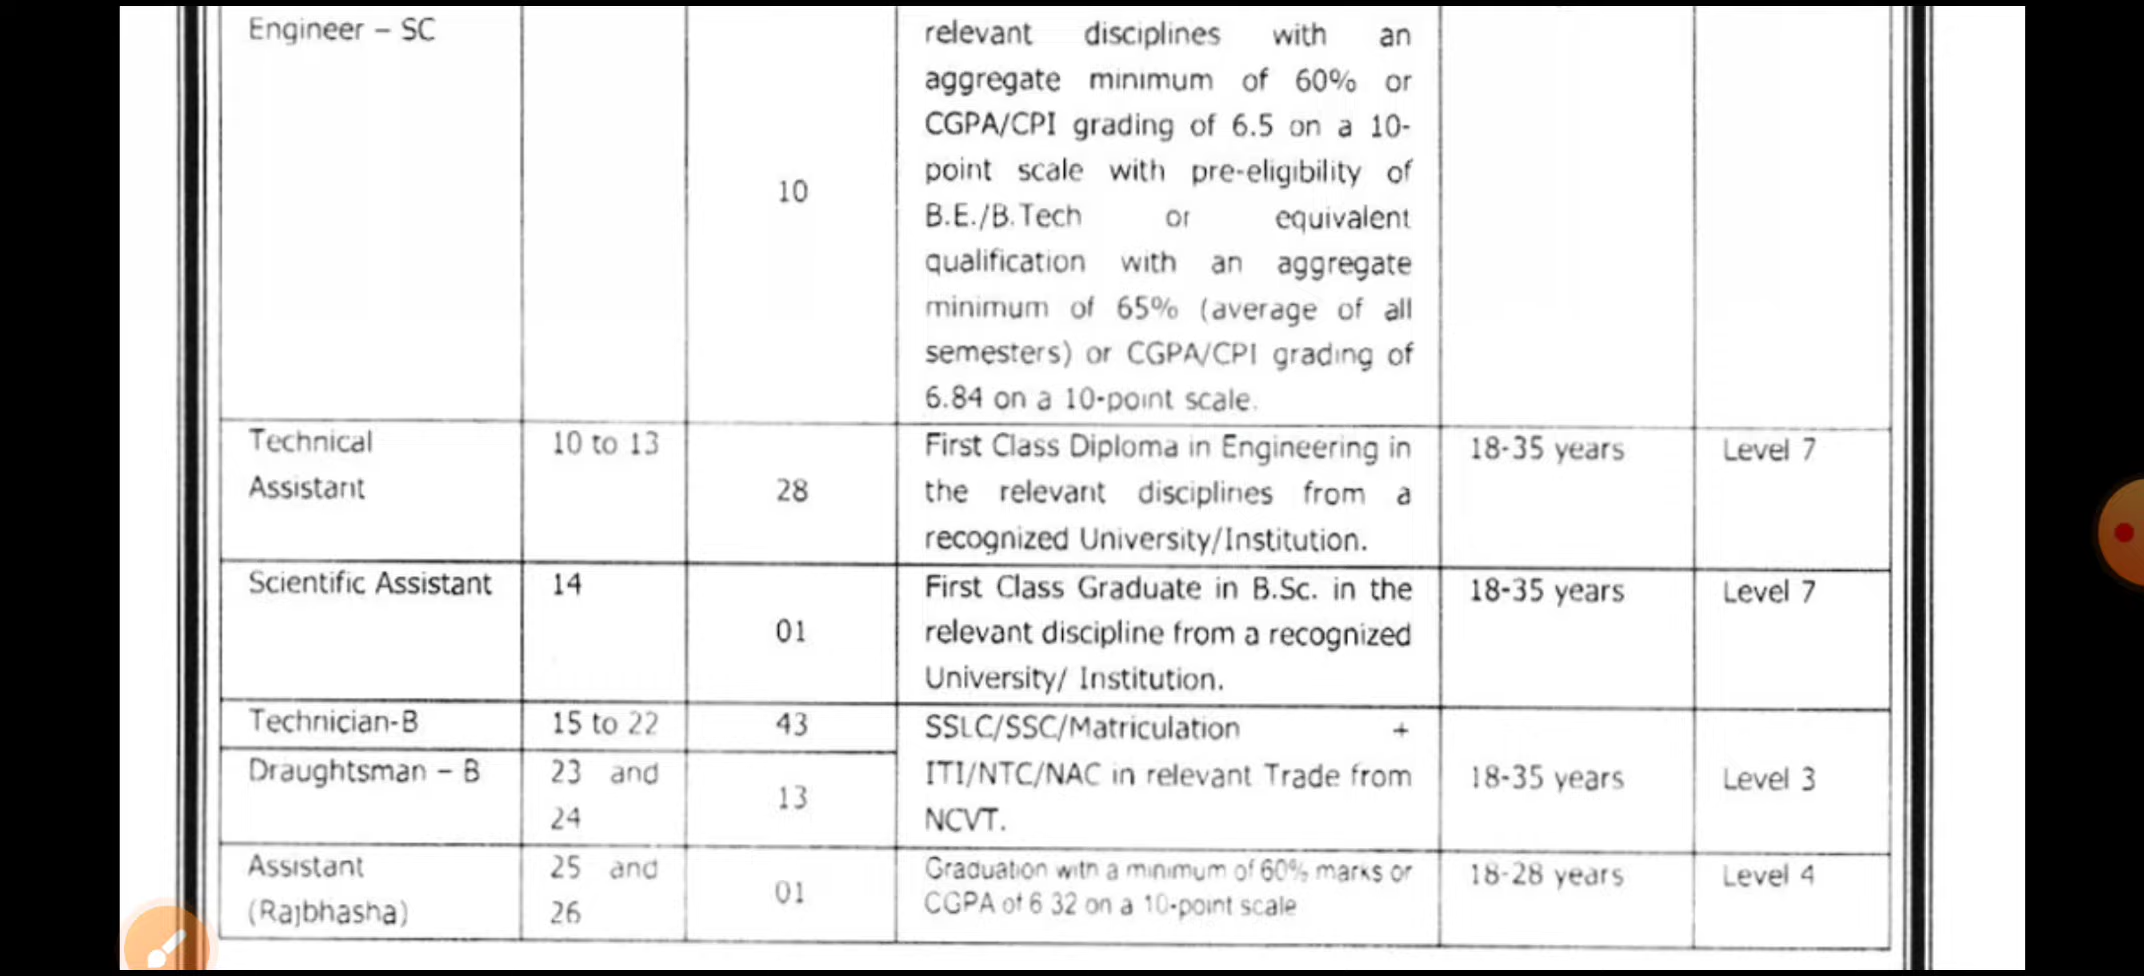 Engineer – SC
10
relevant disciplines with an
aggregate minimum of 60% or
CGPA/CPI grading of 6.5 on a 10-
point scale with pre-eligibility of
B.E./B.Tech or equivalent
qualification with an aggregate
minimum of 65% (average of all
semesters) or CGPA/CPI grading of
6.84 on a 10-point scale.
Technical
Assistant
10 to 13
28
First Class Diploma in Engineering in
the relevant disciplines from a
recognized University/Institution.
18-35 years
Level 7
Scientific Assistant
14
01
First Class Graduate in B.Sc. in the
relevant discipline from a recognized
University/ Institution.
18-35 years
Level 7
Technician-B
15 to 22
43
SSLC/SSC/Matriculation +
ITI/NTC/NAC in relevant Trade from
NCVT.
Draughtsman – B
23 and
24
13
18-35 years
Level 3
Assistant
(Rajbhasha)
25 and
26
01
Graduation with a minimum of 60% marks or
CGPA of 6 32 on a 10-point scale
18-28 years
Level 4